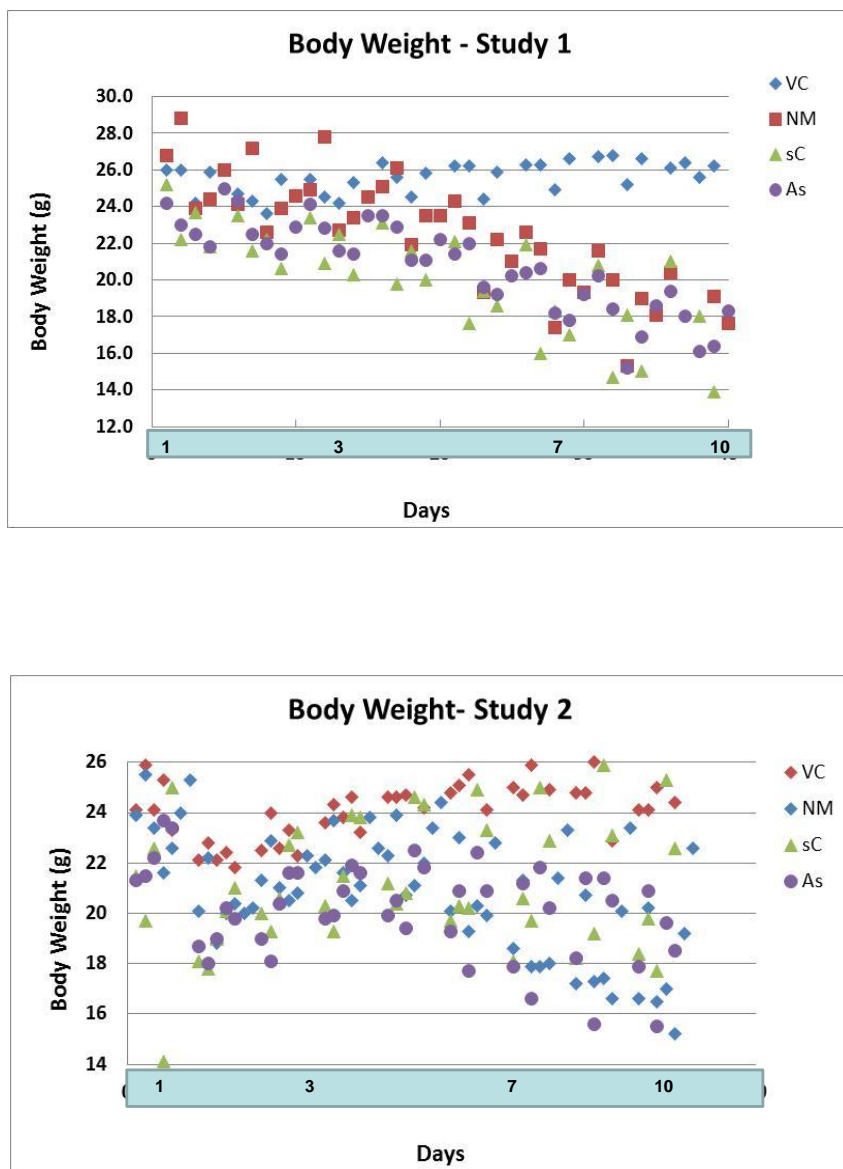 Body Weight - Study 1
30.0
28.0
26.0
24.0
22.0
20.0
18.0
16.0
14.0
12.0
Body Weight (g)
VC
NM
sC
As
1 3 7 10
Days
Body Weight- Study 2
26
24
22
20
18
16
14
Body Weight (g)
VC
NM
sC
As
1 3 7 10
Days